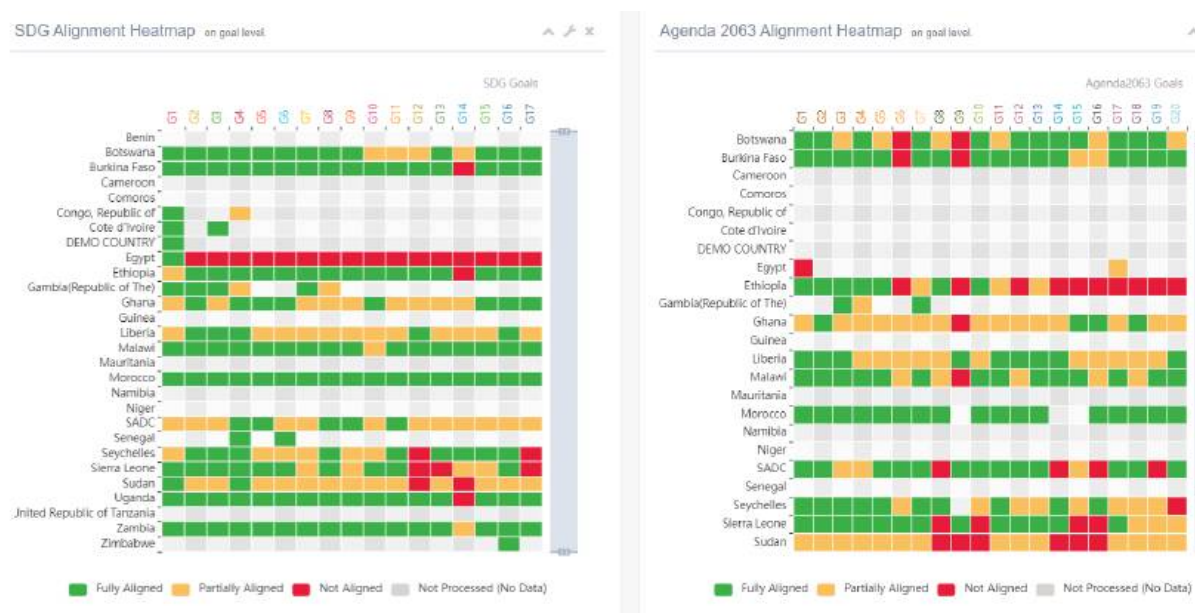 SDG Alignment Heatmap on goal level.
SDG Goals
G1 G2 G3 G4 G5 G6 G7 G8 G9 G10 G11 G12 G13 G14 G15 G16 G17
Benin
Botswana
Burkina Faso
Cameroon
Comoros
Congo, Republic of
Cote d'Ivoire
DEMO COUNTRY
Egypt
Ethiopia
Gambia(Republic of The)
Ghana
Guinea
Liberia
Malawi
Mauritania
Morocco
Namibia
Niger
SADC
Senegal
Seychelles
Sierra Leone
Sudan
Uganda
United Republic of Tanzania
Zambia
Zimbabwe
Fully Aligned Partially Aligned Not Aligned Not Processed (No Data)
Agenda 2063 Alignment Heatmap on goal level.
Agenda2063 Goals
G1 G2 G3 G4 G5 G6 G7 G8 G9 G10 G11 G12 G13 G14 G15 G16 G17 G18 G19 G20
Botswana
Burkina Faso
Cameroon
Comoros
Congo, Republic of
Cote d'Ivoire
DEMO COUNTRY
Egypt
Ethiopia
Gambia(Republic of The)
Ghana
Guinea
Liberia
Malawi
Mauritania
Morocco
Namibia
Niger
SADC
Senegal
Seychelles
Sierra Leone
Sudan
Fully Aligned Partially Aligned Not Aligned Not Processed (No Data)